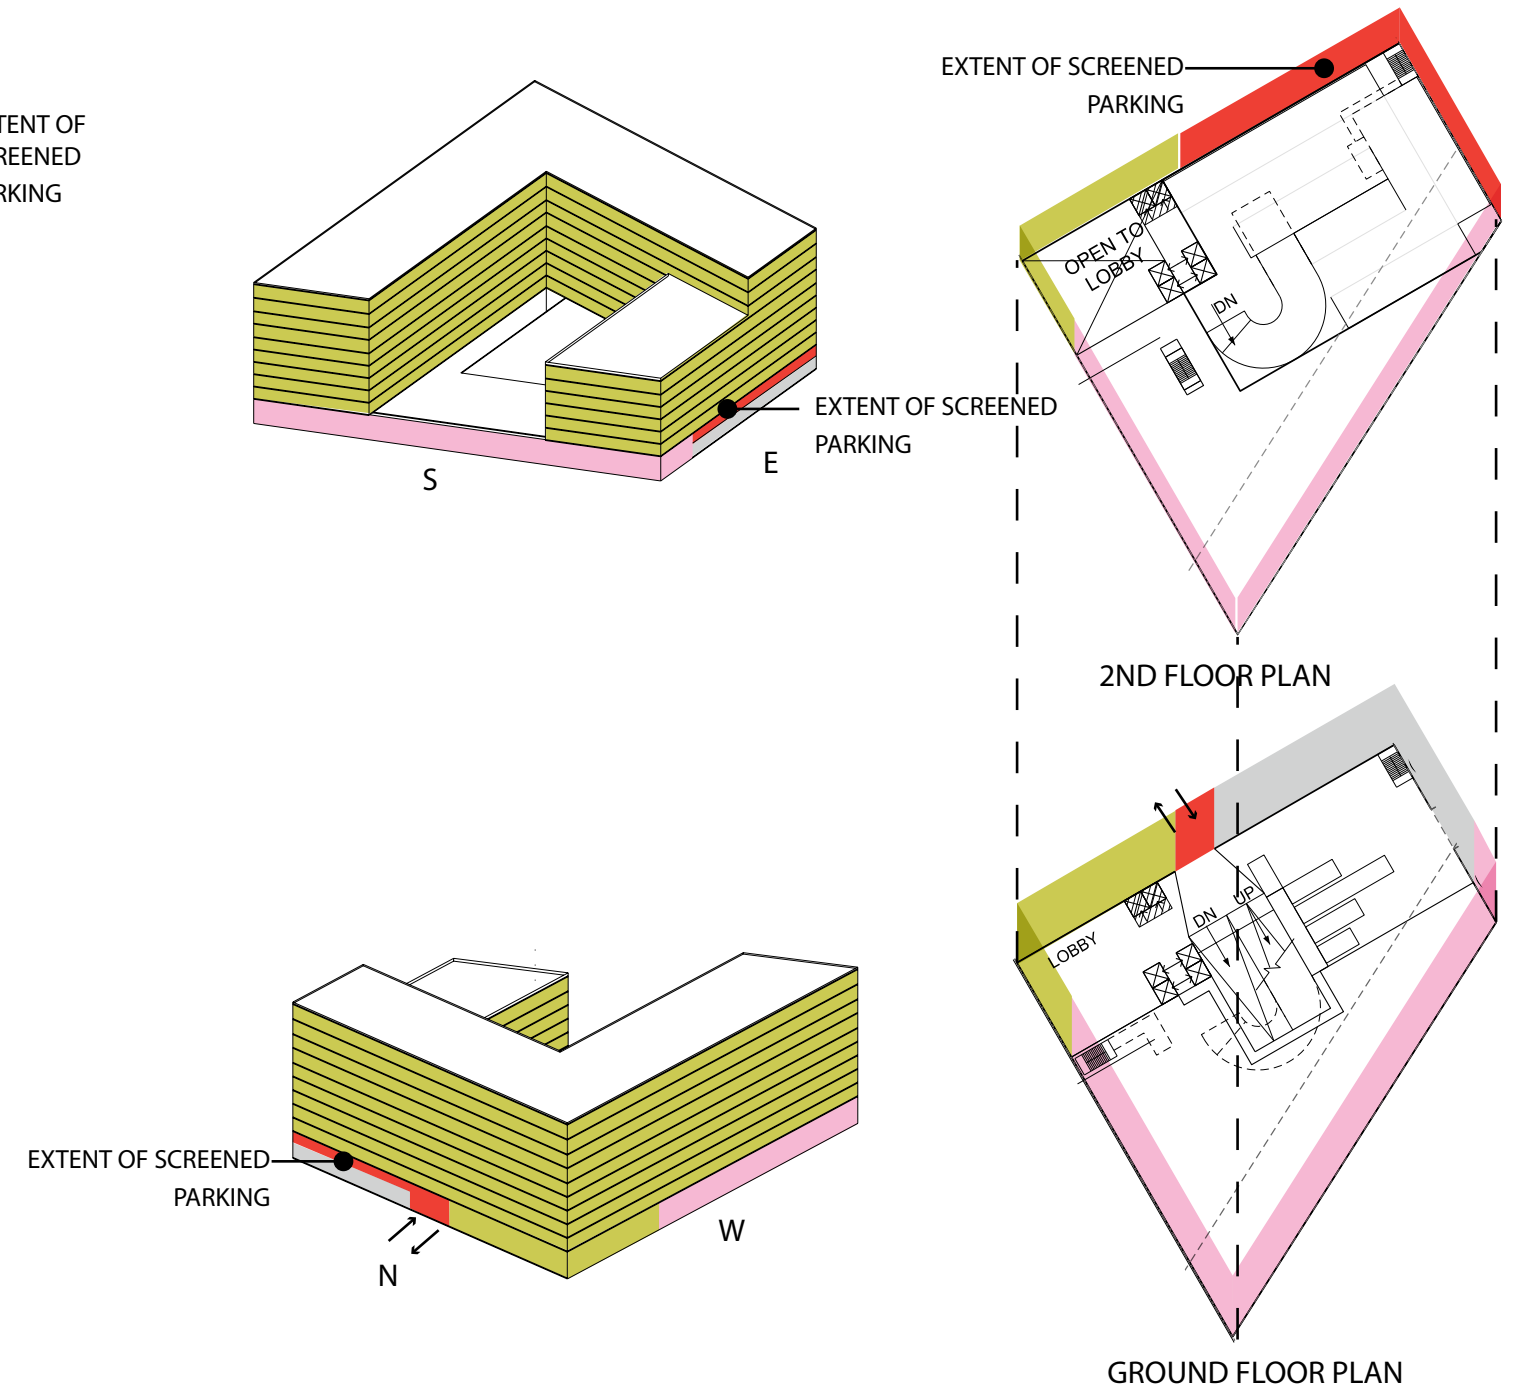 TENT OF
REENED
RKING
EXTENT OF SCREENED
PARKING
S
E
EXTENT OF SCREENED
PARKING
OPEN TO
LOBBY
DN
2ND FLOOR PLAN
EXTENT OF SCREENED
PARKING
N
W
LOBBY
DN
UP
GROUND FLOOR PLAN